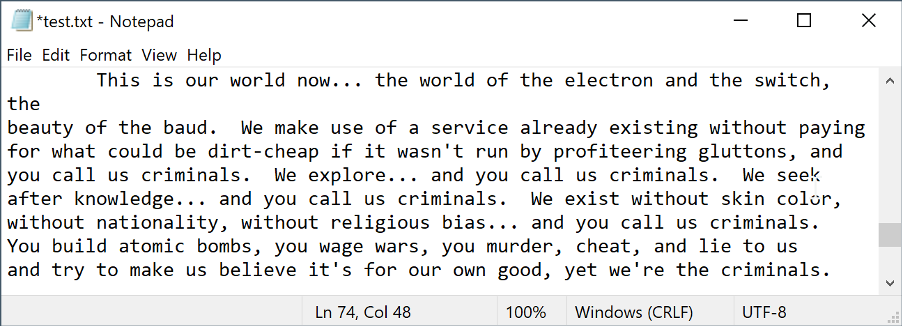 *test.txt - Notepad
File Edit Format View Help
This is our world now... the world of the electron and the switch,
the
beauty of the baud.  We make use of a service already existing without paying
for what could be dirt-cheap if it wasn't run by profiteering gluttons, and
you call us criminals.  We explore... and you call us criminals.  We seek
after knowledge... and you call us criminals.  We exist without skin color,
without nationality, without religious bias... and you call us criminals.
You build atomic bombs, you wage wars, you murder, cheat, and lie to us
and try to make us believe it's for our own good, yet we're the criminals.
Ln 74, Col 48 100% Windows (CRLF) UTF-8